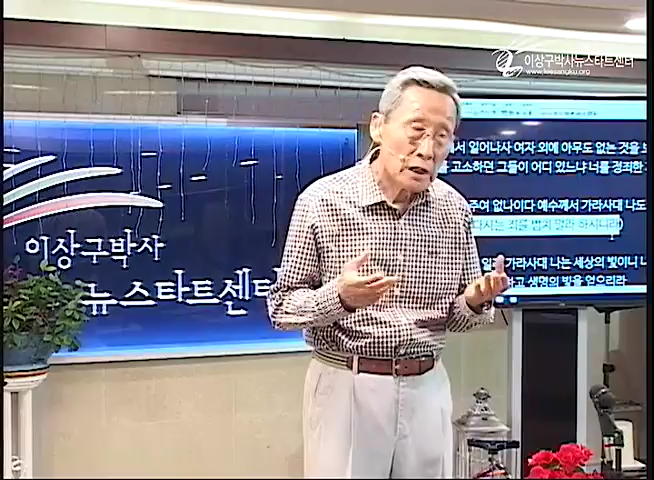 이상구박사뉴스타트센터
www.leesangku.org
서 일어나사 여자 외에 아무도 없는 것을 보
고소하던 그들이 어디 있느냐 너를 정죄한
주여 없나이다 예수께서 가라사대 나도
다시는 죄를 범치 말라 하시니라
가라사대 나는 세상의 빛이니 나
하고 생명의 빛을 얻으리라
이상구박사
뉴스타트센터